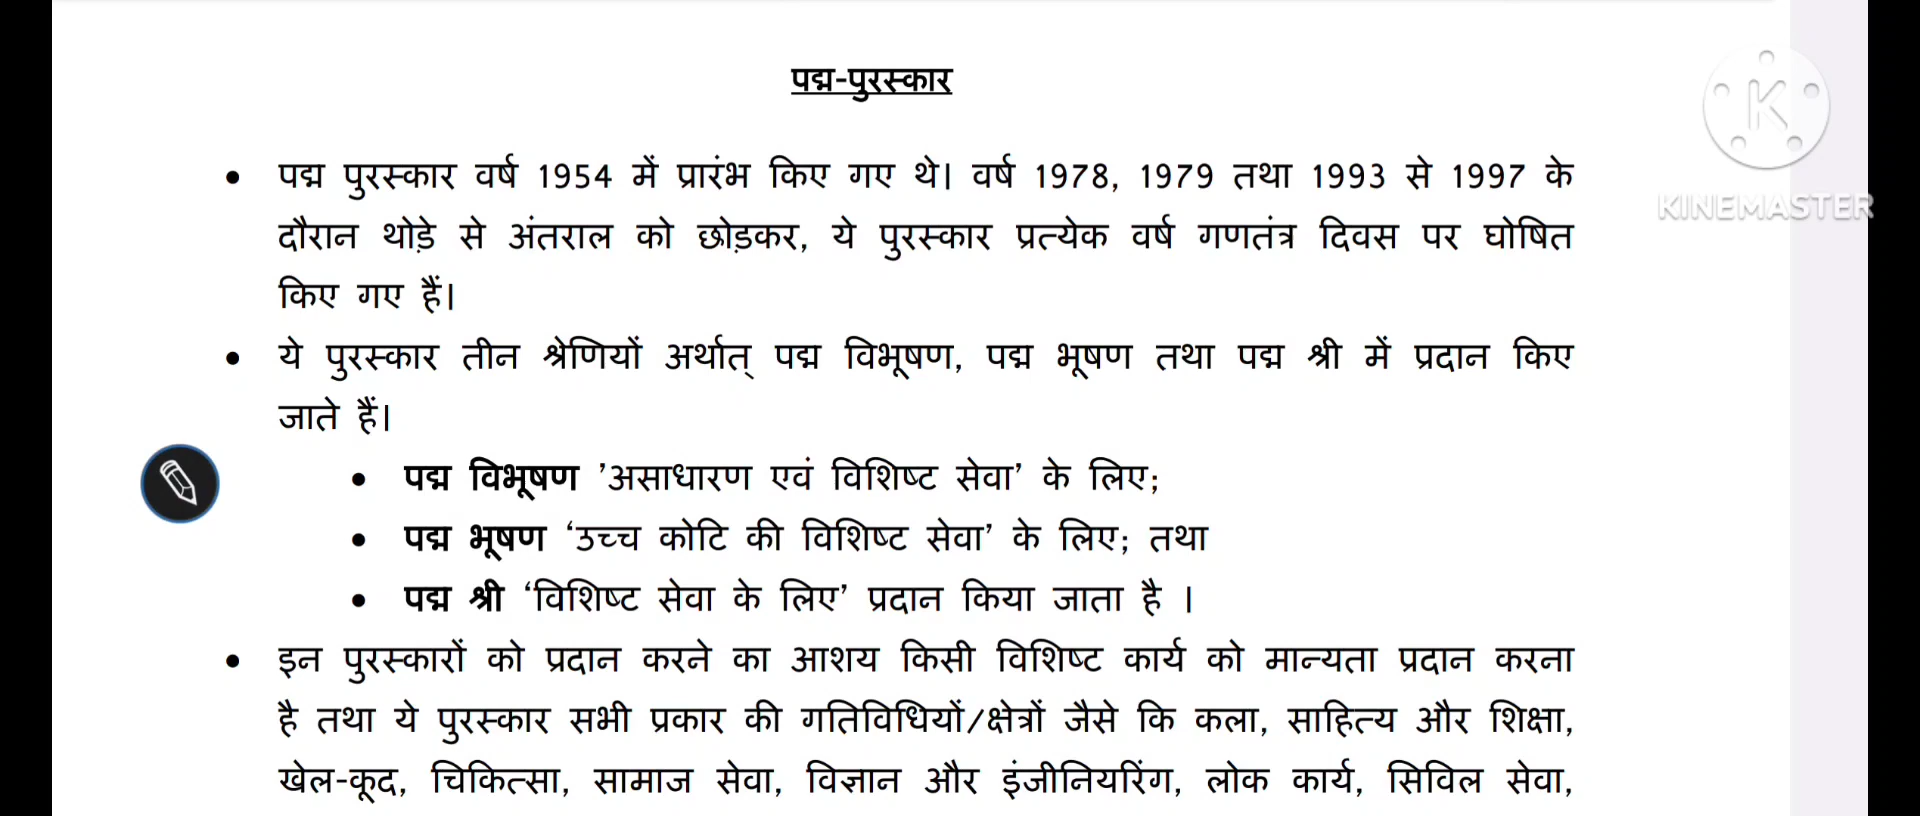 पद्म-पुरस्कार
• पद्म पुरस्कार वर्ष 1954 में प्रारंभ किए गए थे। वर्ष 1978, 1979 तथा 1993 से 1997 के
दौरान थोड़े से अंतराल को छोड़कर, ये पुरस्कार प्रत्येक वर्ष गणतंत्र दिवस पर घोषित
किए गए हैं।
• ये पुरस्कार तीन श्रेणियों अर्थात् पद्म विभूषण, पद्म भूषण तथा पद्म श्री में प्रदान किए
जाते हैं।
• पद्म विभूषण ’असाधारण एवं विशिष्ट सेवा’ के लिए;
• पद्म भूषण ‘उच्च कोटि की विशिष्ट सेवा’ के लिए; तथा
• पद्म श्री ‘विशिष्ट सेवा के लिए’ प्रदान किया जाता है ।
• इन पुरस्कारों को प्रदान करने का आशय किसी विशिष्ट कार्य को मान्यता प्रदान करना
है तथा ये पुरस्कार सभी प्रकार की गतिविधियों/क्षेत्रों जैसे कि कला, साहित्य और शिक्षा,
खेल-कूद, चिकित्सा, सामाज सेवा, विज्ञान और इंजीनियरिंग, लोक कार्य, सिविल सेवा,
K
KINEMASTER